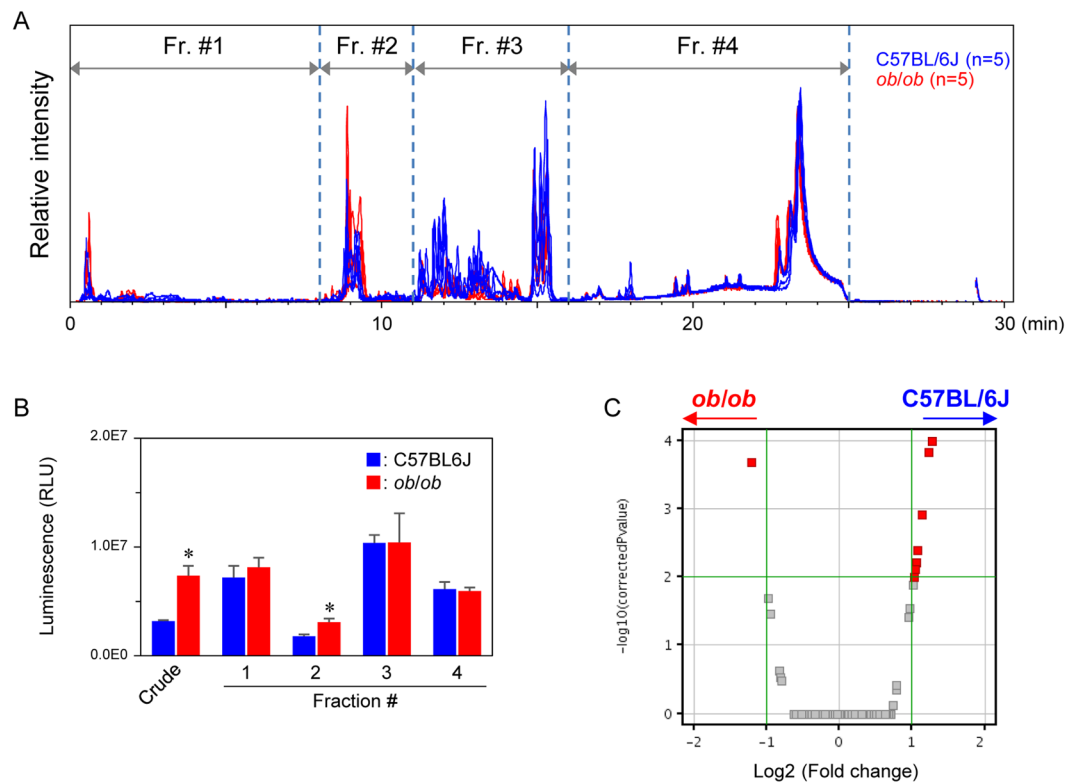 A
Fr. #1
Fr. #2
Fr. #3
Fr. #4
C57BL/6J (n=5)
ob/ob (n=5)
Relative intensity
0
10
20
30 (min)
B
2.0E7
1.0E7
0.0E0
Luminescence (RLU)
: C57BL6J
: ob/ob
*
*
Crude
1
2
3
4
Fraction #
C
ob/ob
C57BL/6J
4
3
2
1
0
-log10(correctedPvalue)
−2
−1
0
1
2
Log2 (Fold change)